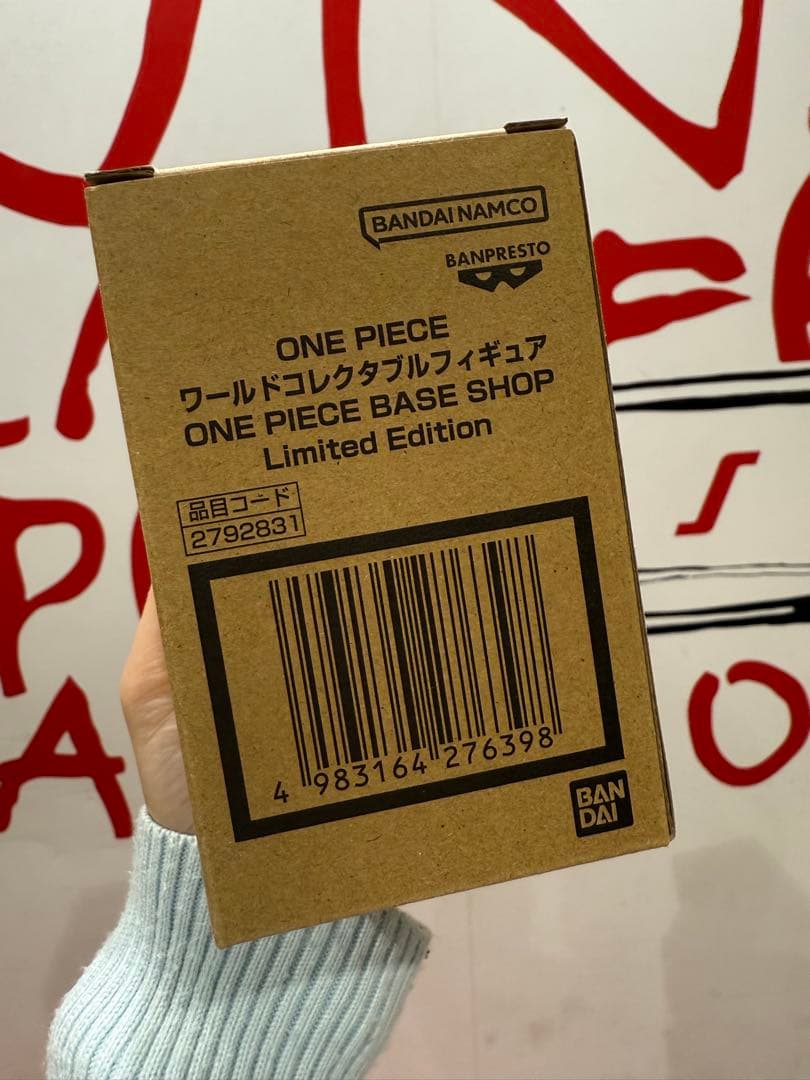 BANDAI NAMCO
BANPRESTO
ONE PIECE
ワールドコレクタブルフィギュア
ONE PIECE BASE SHOP
Limited Edition
品目コード
2792831
4 983164 276398
BAN
DAI